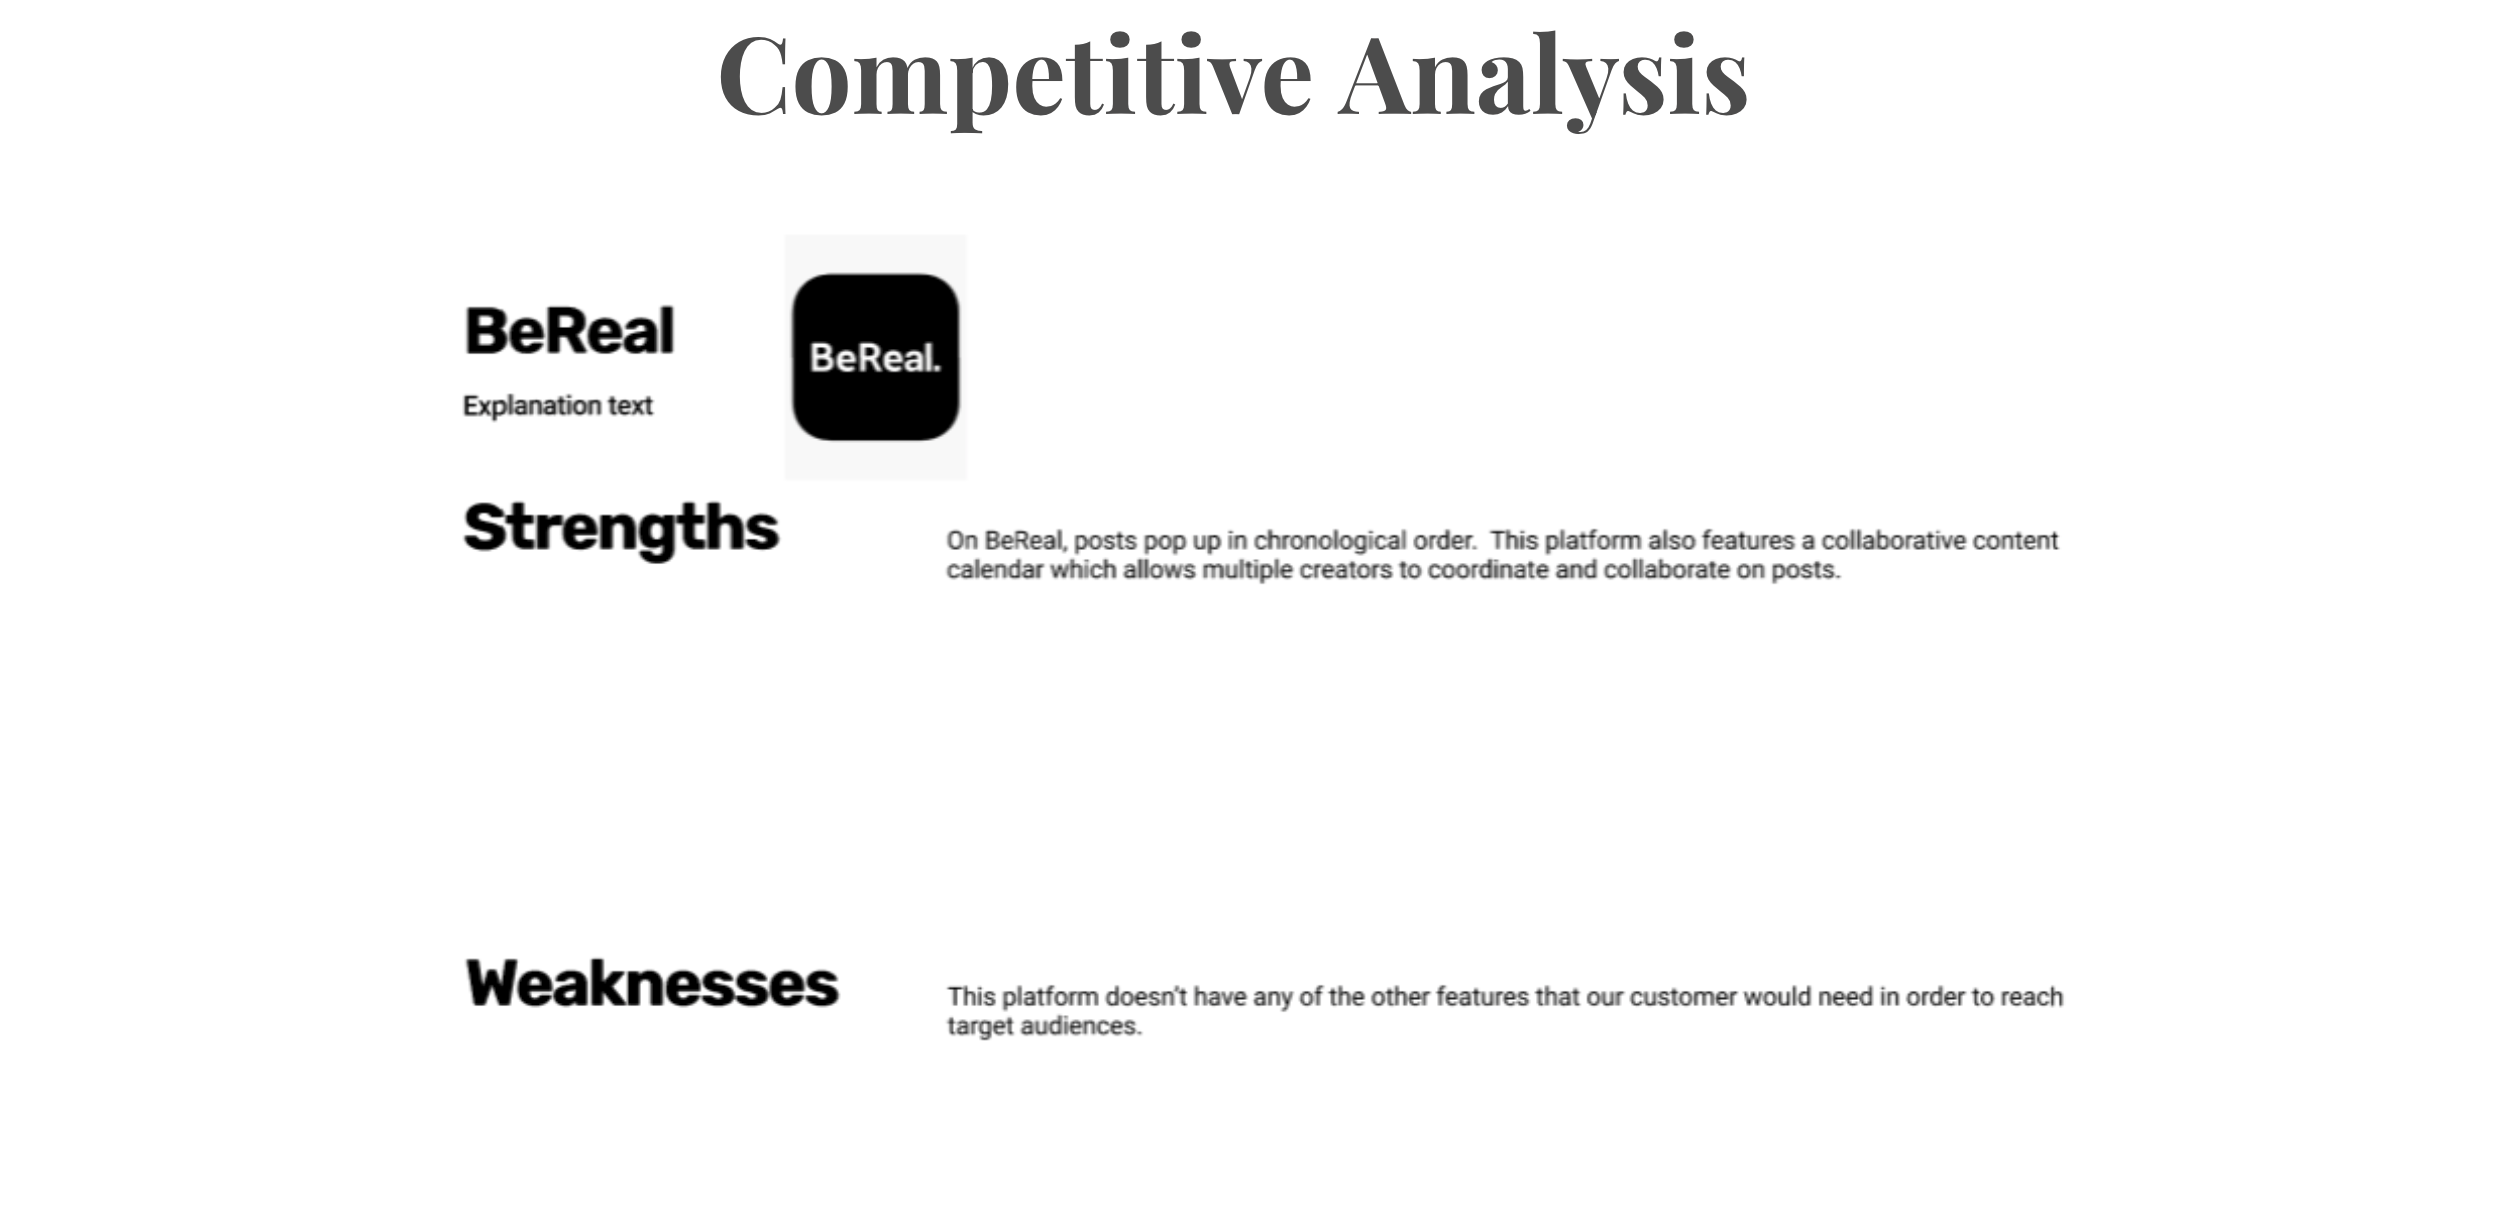 Competitive Analysis
BeReal
BeReal.
Explanation text
Strengths
On BeReal, posts pop up in chronological order.  This platform also features a collaborative content
calendar which allows multiple creators to coordinate and collaborate on posts.
Weaknesses
This platform doesn’t have any of the other features that our customer would need in order to reach
target audiences.